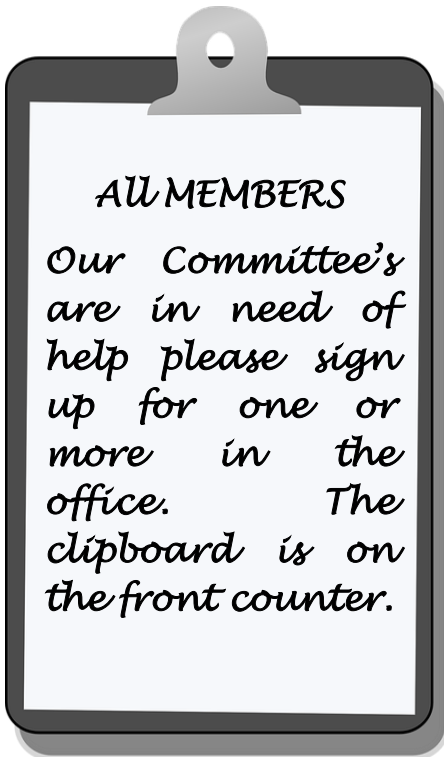 All MEMBERS
Our Committee's
are in need of
help please sign
up for one or
more in the
office. The
clipboard is on
the front counter.